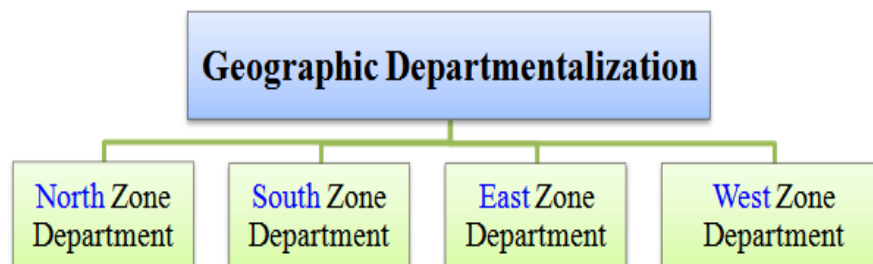 Geographic Departmentalization
North Zone
Department
South Zone
Department
East Zone
Department
West Zone
Department